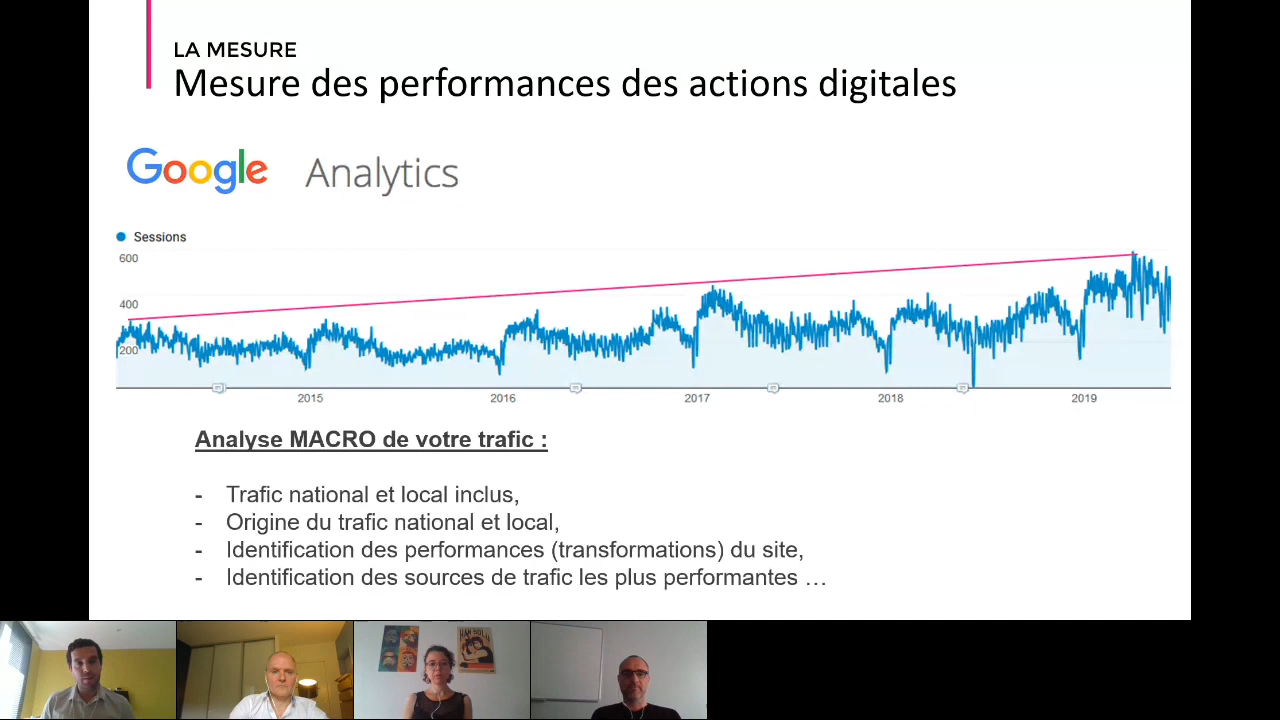 LA MESURE
Mesure des performances des actions digitales
Google Analytics
Sessions
600
400
200
2015 2016 2017 2018 2019
Analyse MACRO de votre trafic :
- Trafic national et local inclus,
- Origine du trafic national et local,
- Identification des performances (transformations) du site,
- Identification des sources de trafic les plus performantes …
HAN SOLO